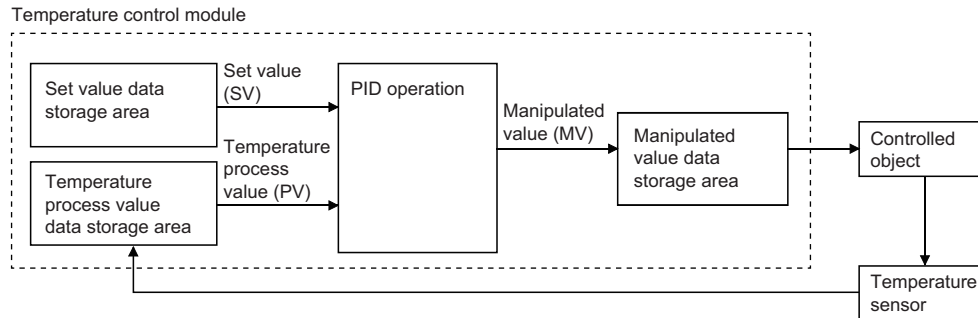 Temperature control module
Set value data
storage area
Set value
(SV)
PID operation
Temperature
process value
data storage area
Temperature
process
value (PV)
Manipulated
value (MV)
Manipulated
value data
storage area
Controlled
object
Temperature
sensor